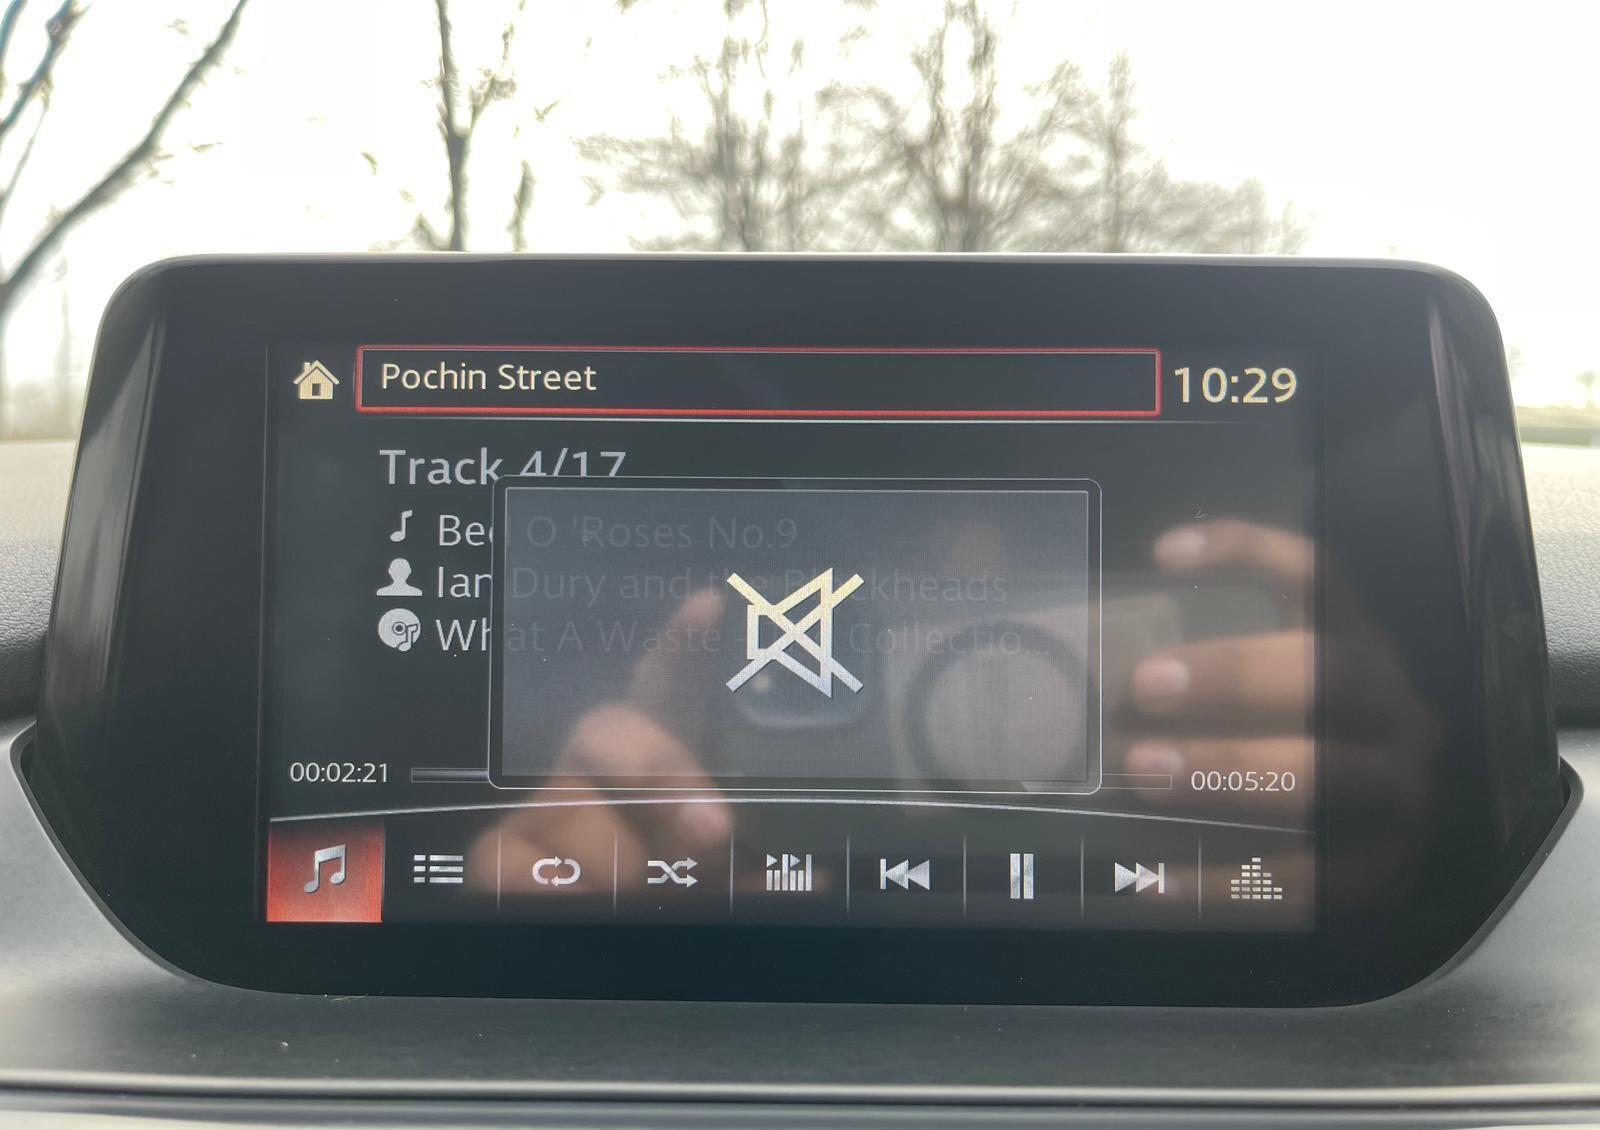 Pochin Street
10:29
Track 4/17
Bed O 'Roses No.9
Ian Dury and the Blockheads
What A Waste - Collectio...
00:02:21
00:05:20